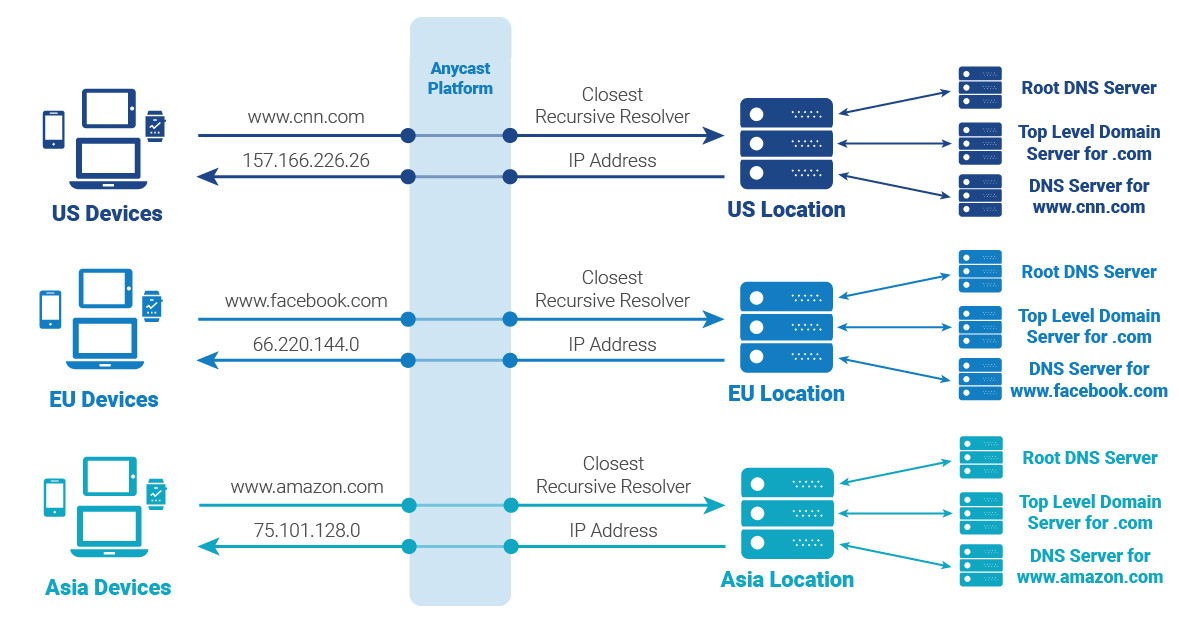 Anycast
Platform
www.cnn.com
Closest
Recursive Resolver
157.166.226.26
IP Address
US Devices
US Location
Root DNS Server
Top Level Domain
Server for .com
DNS Server for
www.cnn.com
www.facebook.com
Closest
Recursive Resolver
66.220.144.0
IP Address
EU Devices
EU Location
Root DNS Server
Top Level Domain
Server for .com
DNS Server for
www.facebook.com
www.amazon.com
Closest
Recursive Resolver
75.101.128.0
IP Address
Asia Devices
Asia Location
Root DNS Server
Top Level Domain
Server for .com
DNS Server for
www.amazon.com